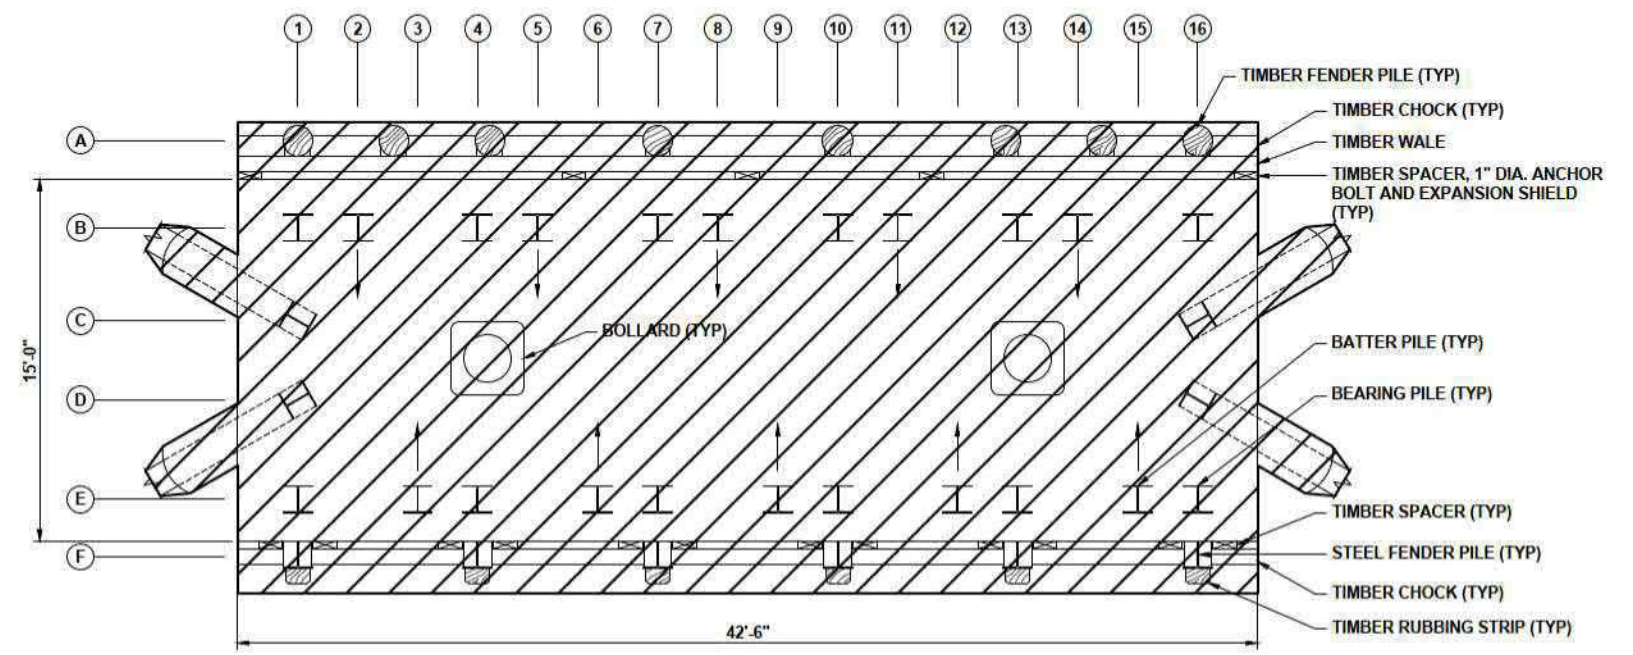 1 2 3 4 5 6 7 8 9 10 11 12 13 14 15 16
TIMBER FENDER PILE (TYP)
TIMBER CHOCK (TYP)
A
TIMBER WALE
TIMBER SPACER, 1" DIA. ANCHOR
BOLT AND EXPANSION SHIELD
(TYP)
B
C
BOLLARD (TYP)
BATTER PILE (TYP)
15'-0"
D
BEARING PILE (TYP)
E
TIMBER SPACER (TYP)
F
STEEL FENDER PILE (TYP)
TIMBER CHOCK (TYP)
42'-6"
TIMBER RUBBING STRIP (TYP)